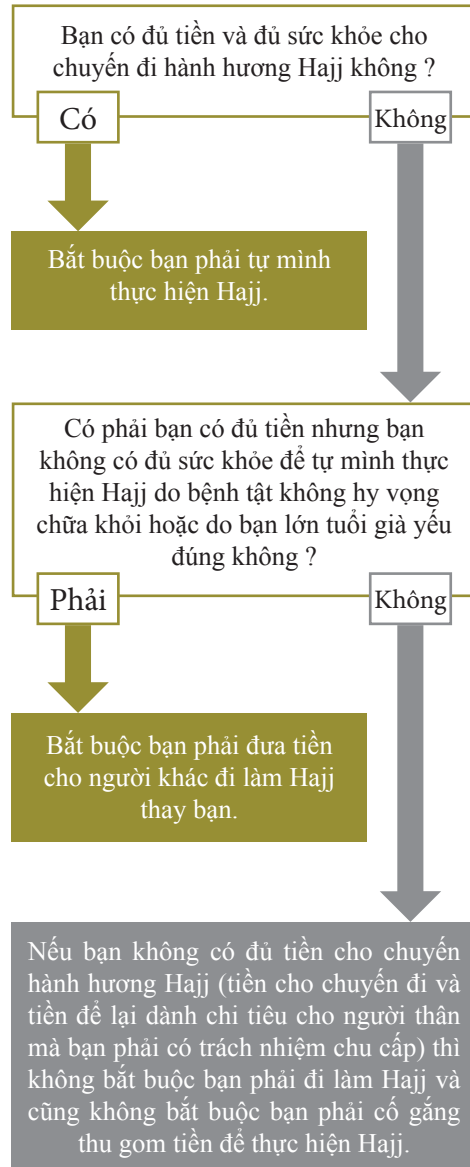 Bạn có đủ tiền và đủ sức khỏe cho
chuyến đi hành hương Hajj không ?
Có
Không
Bắt buộc bạn phải tự mình
thực hiện Hajj.
Có phải bạn có đủ tiền nhưng bạn
không có đủ sức khỏe để tự mình thực
hiện Hajj do bệnh tật không hy vọng
chữa khỏi hoặc do bạn lớn tuổi già yếu
đúng không ?
Phải
Không
Bắt buộc bạn phải đưa tiền
cho người khác đi làm Hajj
thay bạn.
Nếu bạn không có đủ tiền cho chuyến
hành hương Hajj (tiền cho chuyến đi và
tiền để lại dành chi tiêu cho người thân
mà bạn phải có trách nhiệm chu cấp) thì
không bắt buộc bạn phải đi làm Hajj và
cũng không bắt buộc bạn phải cố gắng
thu gom tiền để thực hiện Hajj.